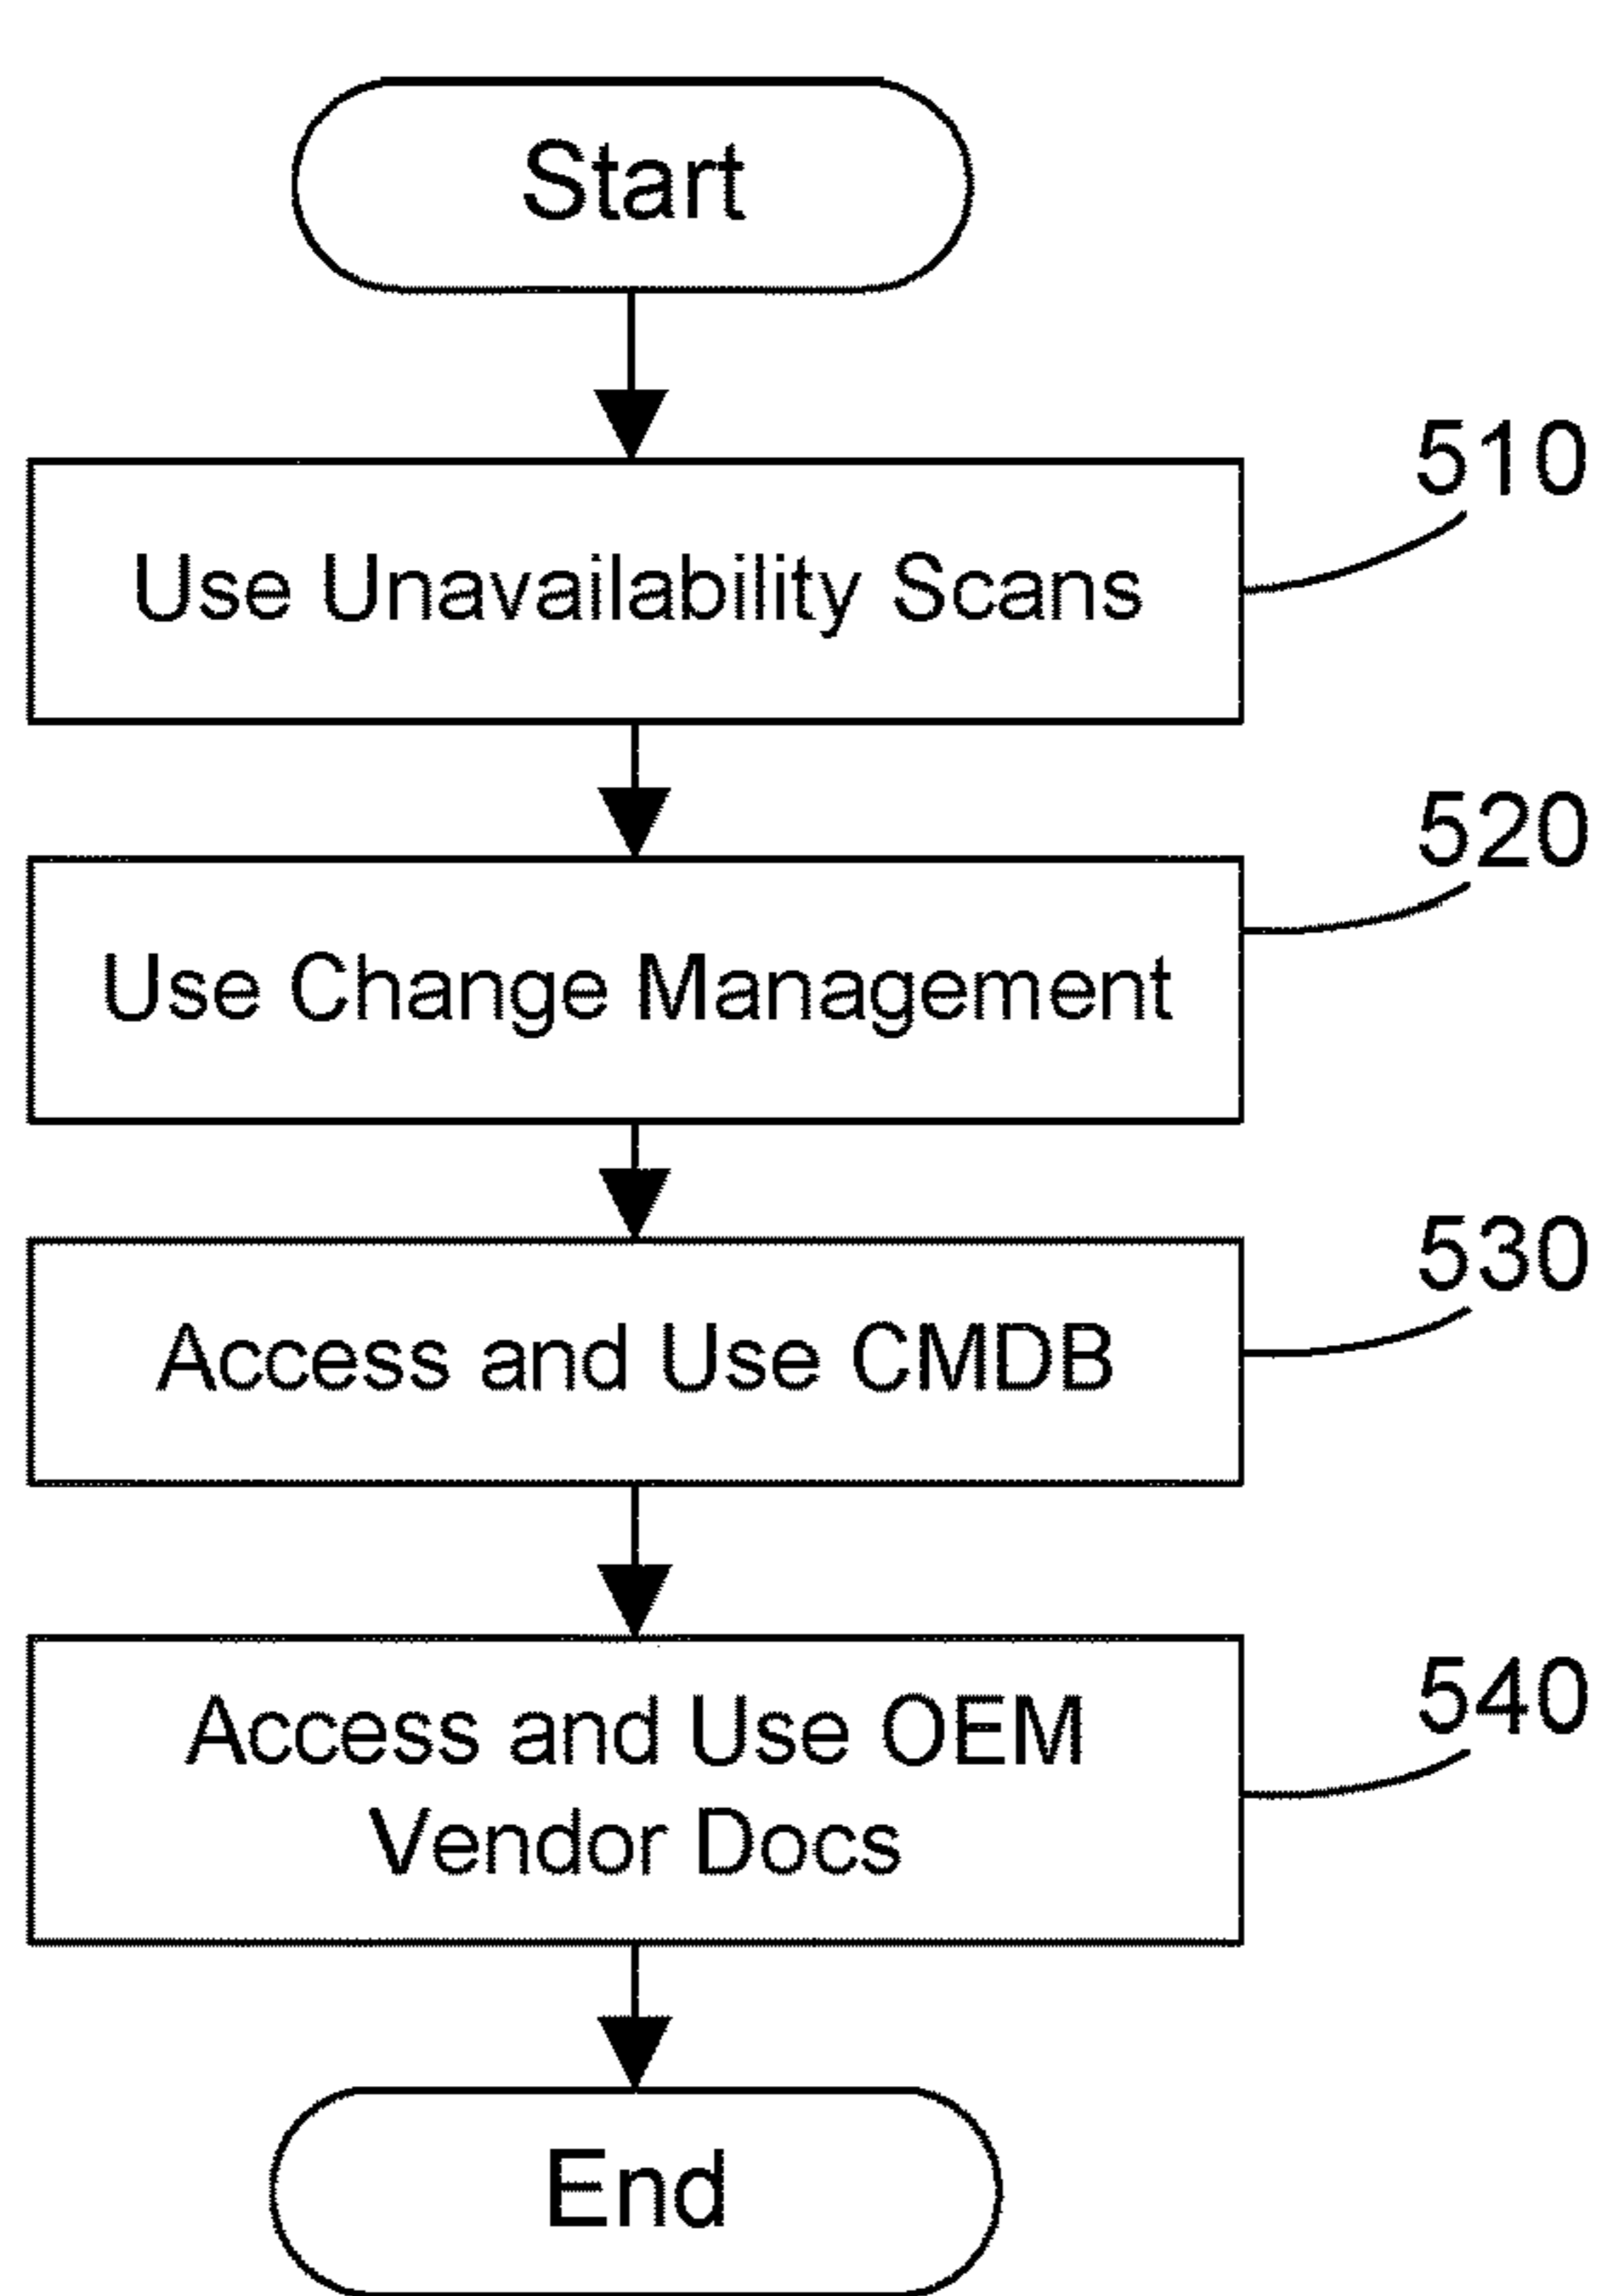 Start
510
Use Unavailability Scans
520
Use Change Management
530
Access and Use CMDB
540
Access and Use OEM
Vendor Docs
End